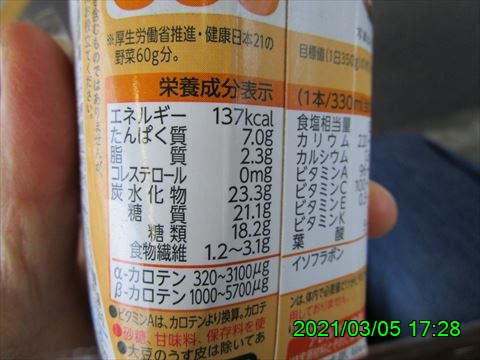 ※厚生労働省推進・健康日本21の
野菜60g分。
目標値(1日350g
栄養成分表示
(1本/330ml
エネルギー 137kcal
たんぱく質 7.0g
脂質 2.3g
コレステロール 0mg
炭水化物 23.3g
糖質 21.1g
糖類 18.2g
食物繊維 1.2～3.1g
α-カロテン 320～3100μg
β-カロテン 1000～5700μg
●ビタミンAは、カロテンより換算。カロテ
●砂糖、甘味料、保存料を使
●大豆のうす皮は除いてあ
食塩相当量
カリウム
カルシウム
ビタミンA
ビタミンC
ビタミンE
ビタミンK
葉酸
イソフラボン
2021/03/05 17:28